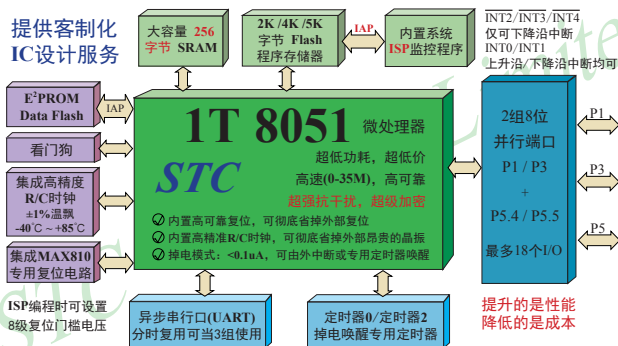 提供客制化
IC设计服务
大容量 256
字节 SRAM
2K /4K /5K
字节 Flash
程序存储器
IAP
内置系统
ISP监控程序
INT2/INT3/INT4
仅可下降沿中断
INT0/INT1
上升沿/下降沿中断均可
E²PROM
Data Flash
IAP
看门狗
集成高精度
R/C时钟
±1%温飘
-40℃ ~+85℃
集成MAX810
专用复位电路
ISP编程时可设置
8级复位门槛电压
1T 8051 微处理器
STC
超低功耗，超低价
高速(0-35M)，高可靠
超强抗干扰，超级加密
内置高可靠复位，可彻底省掉外部复位
内置高精准R/C时钟，可彻底省掉外部昂贵的晶振
掉电模式：<0.1uA，可由外中断或专用定时器唤醒
2组8位
并行端口
P1 / P3
+
P5.4 / P5.5
最多18个I/O
P1
P3
P5
异步串行口(UART)
分时复用可当3组使用
定时器0/定时器2
掉电唤醒专用定时器
提升的是性能
降低的是成本
STC
Limite